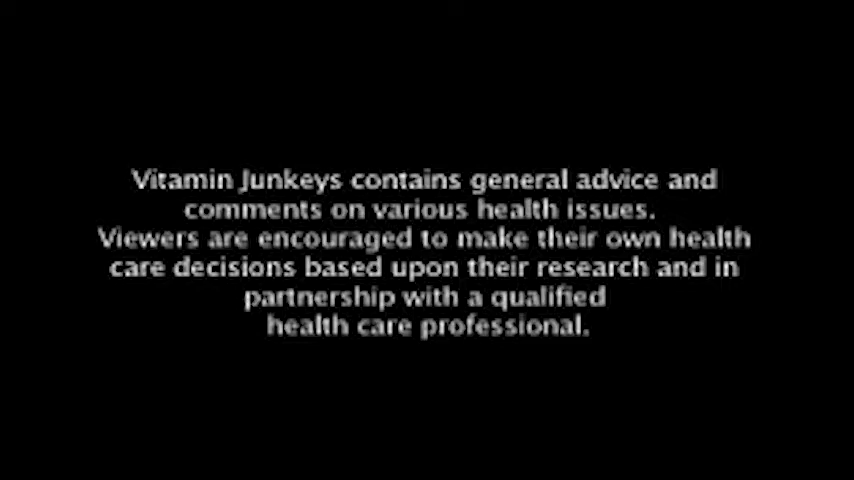 Vitamin Junkeys contains general advice and
comments on various health issues.
Viewers are encouraged to make their own health
care decisions based upon their research and in
partnership with a qualified
health care professional.